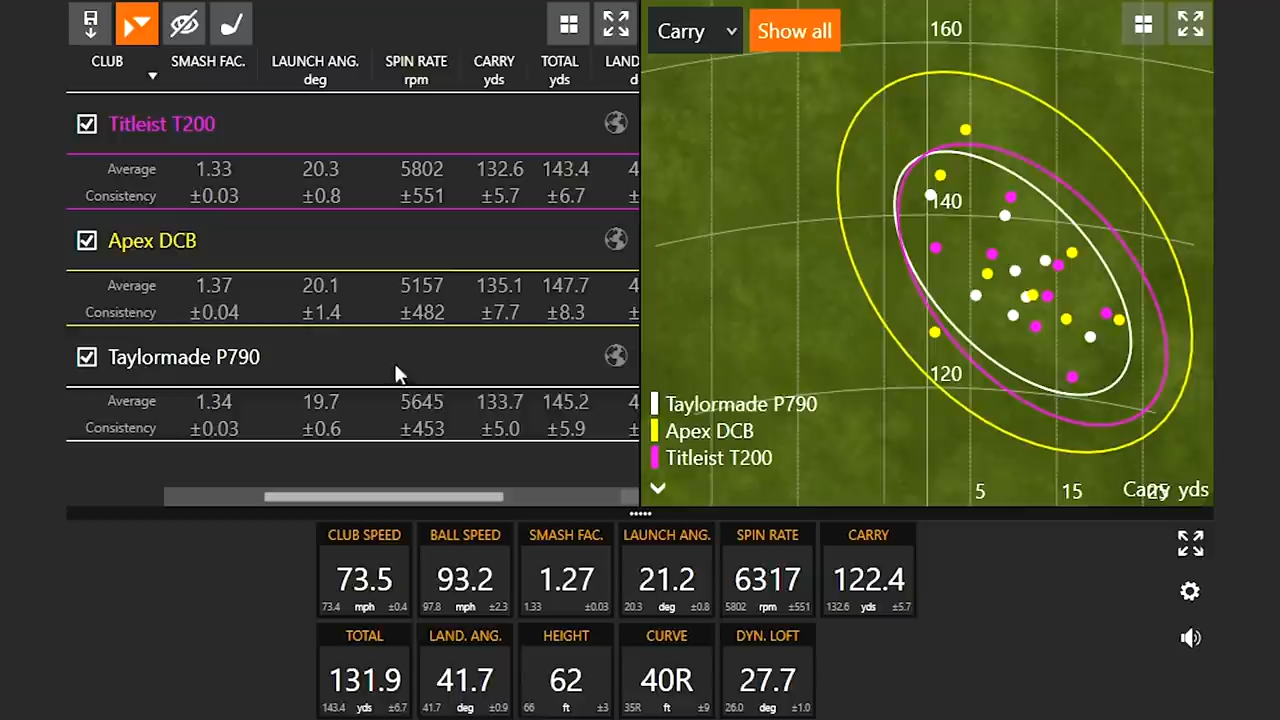 CLUB SMASH FAC. LAUNCH ANG. deg SPIN RATE rpm CARRY yds TOTAL yds LAND d
Titleist T200
Average 1.33 20.3 5802 132.6 143.4 4
Consistency ±0.03 ±0.8 ±551 ±5.7 ±6.7 ±
Apex DCB
Average 1.37 20.1 5157 135.1 147.7 4
Consistency ±0.04 ±1.4 ±482 ±7.7 ±8.3 ±
Taylormade P790
Average 1.34 19.7 5645 133.7 145.2 4
Consistency ±0.03 ±0.6 ±453 ±5.0 ±5.9 ±
Carry Show all
160
140
120
Taylormade P790
Apex DCB
Titleist T200
5 15 25 Carry yds
CLUB SPEED BALL SPEED SMASH FAC. LAUNCH ANG. SPIN RATE CARRY
73.5 93.2 1.27 21.2 6317 122.4
73.4 mph ±0.4 97.8 mph ±2.3 1.33 ±0.03 20.3 deg ±0.8 5802 rpm ±551 132.6 yds ±5.7
TOTAL LAND. ANG. HEIGHT CURVE DYN. LOFT
131.9 41.7 62 40R 27.7
143.4 yds ±6.7 41.7 deg ±0.9 66 ft ±3 35R ft ±9 26.0 deg ±1.0